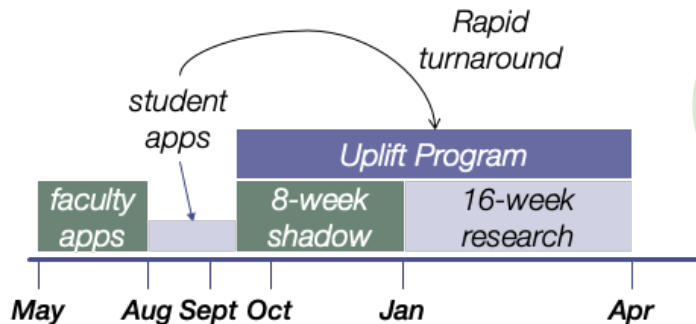 Rapid
turnaround
student
apps
Uplift Program
faculty
apps
8-week
shadow
16-week
research
May Aug Sept Oct Jan Apr